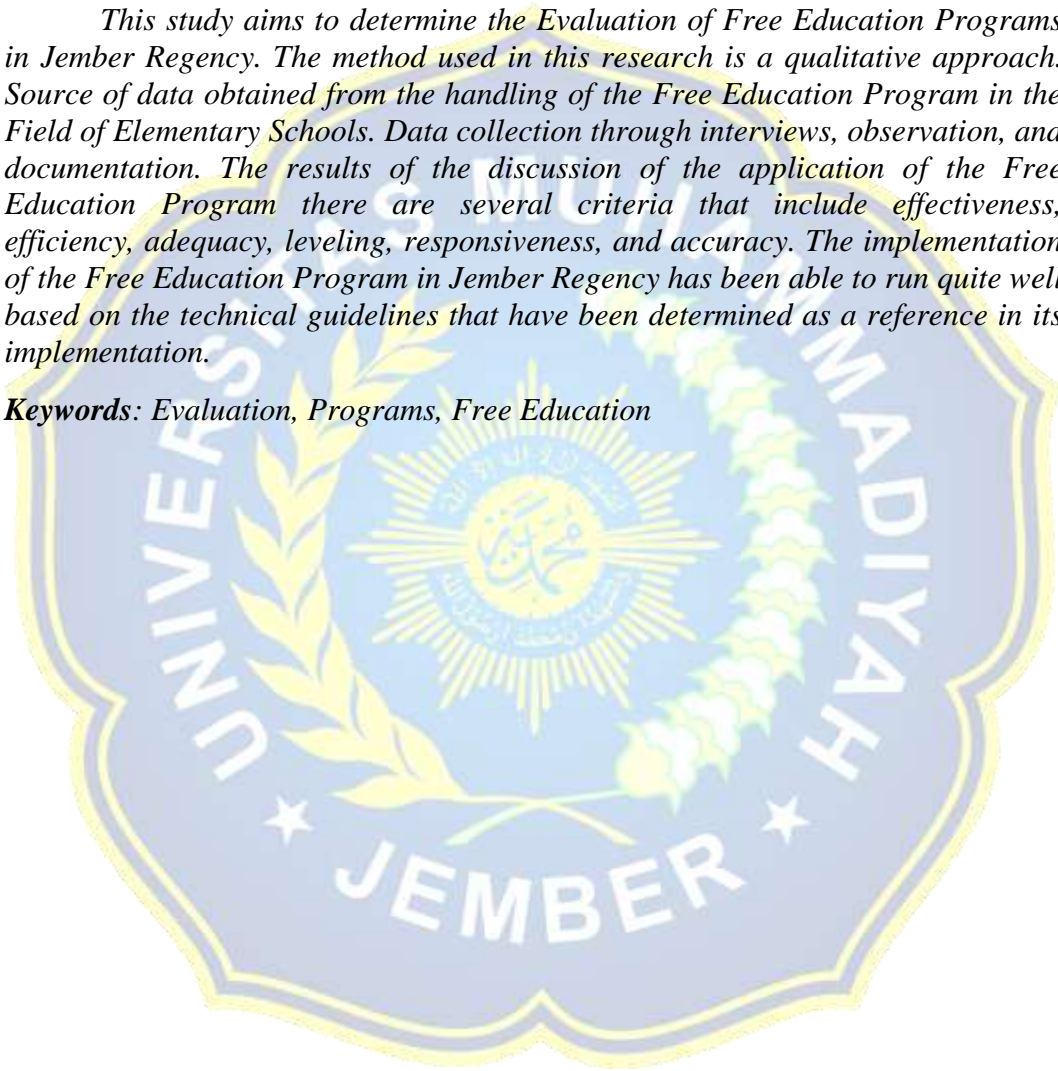 This study aims to determine the Evaluation of Free Education Programs
in Jember Regency. The method used in this research is a qualitative approach.
Source of data obtained from the handling of the Free Education Program in the
Field of Elementary Schools. Data collection through interviews, observation, and
documentation. The results of the discussion of the application of the Free
Education Program there are several criteria that include effectiveness,
efficiency, adequacy, leveling, responsiveness, and accuracy. The implementation
of the Free Education Program in Jember Regency has been able to run quite well
based on the technical guidelines that have been determined as a reference in its
implementation.
Keywords: Evaluation, Programs, Free Education
UNIVERSITAS MUHAMMADIYAH
JEMBER